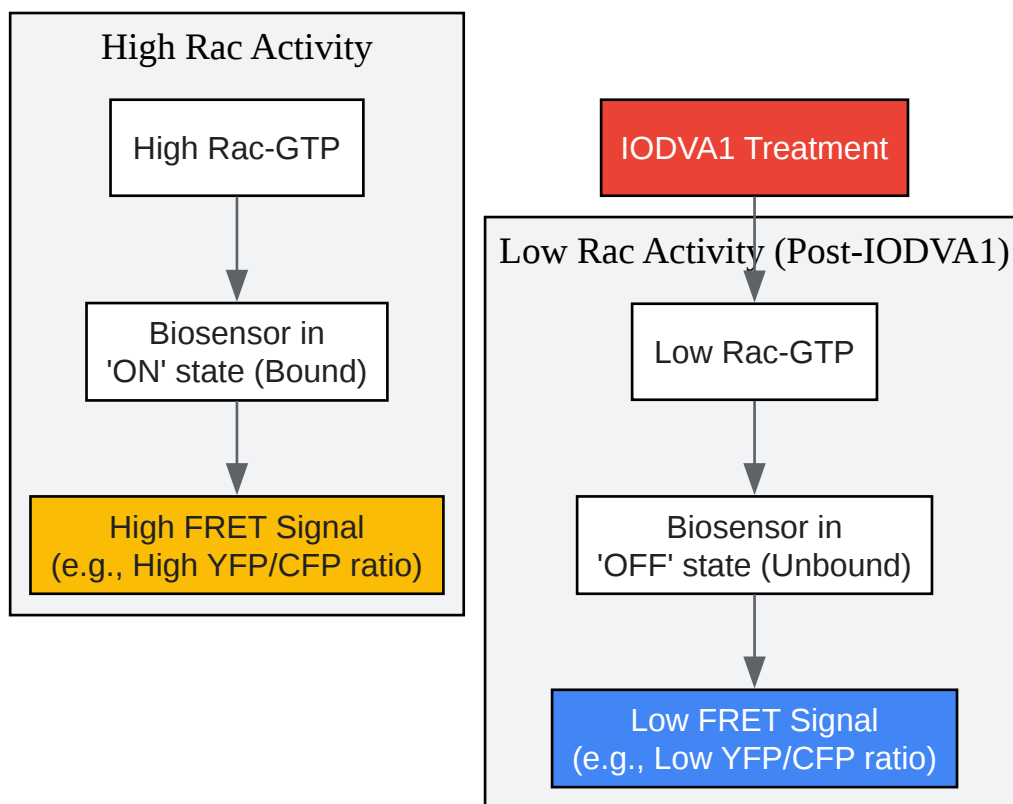 High Rac Activity
High Rac-GTP
Biosensor in
'ON' state (Bound)
High FRET Signal
(e.g., High YFP/CFP ratio)
IODVA1 Treatment
Low Rac Activity (Post-IODVA1)
Low Rac-GTP
Biosensor in
'OFF' state (Unbound)
Low FRET Signal
(e.g., Low YFP/CFP ratio)